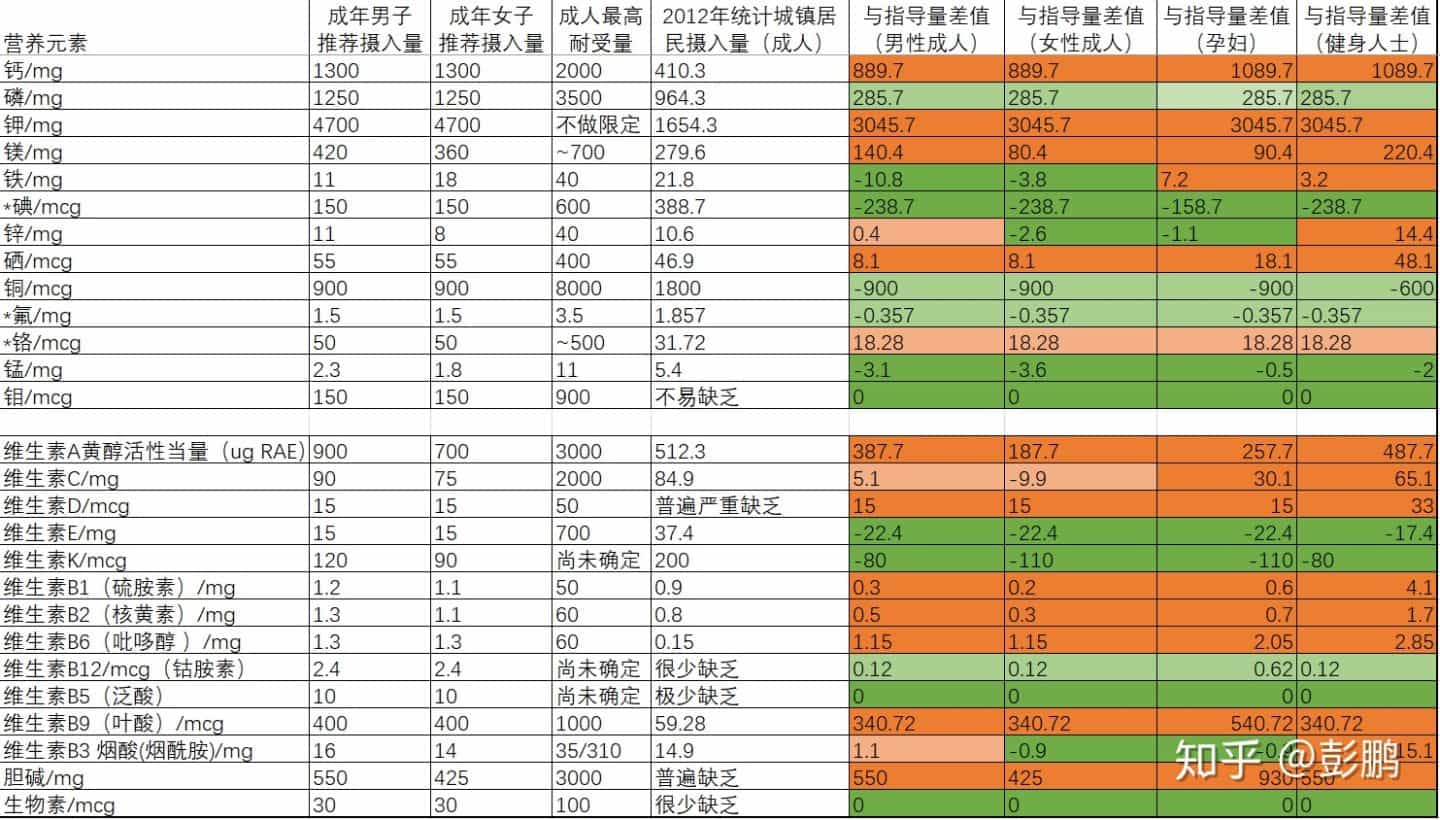 营养元素 成年男子推荐摄入量 成年女子推荐摄入量 成人最高耐受量 2012年统计城镇居民摄入量（成人） 与指导量差值（男性成人） 与指导量差值（女性成人） 与指导量差值（孕妇） 与指导量差值（健身人士）
钙/mg 1300 1300 2000 410.3 889.7 889.7 1089.7 1089.7
磷/mg 1250 1250 3500 964.3 285.7 285.7 285.7 285.7
钾/mg 4700 4700 不做限定 1654.3 3045.7 3045.7 3045.7 3045.7
镁/mg 420 360 ~700 279.6 140.4 80.4 90.4 220.4
铁/mg 11 18 40 21.8 -10.8 -3.8 7.2 3.2
*碘/mcg 150 150 600 388.7 -238.7 -238.7 -158.7 -238.7
锌/mg 11 8 40 10.6 0.4 -2.6 -1.1 14.4
硒/mcg 55 55 400 46.9 8.1 8.1 18.1 48.1
铜/mcg 900 900 8000 1800 -900 -900 -900 -600
*氟/mg 1.5 1.5 3.5 1.857 -0.357 -0.357 -0.357 -0.357
*铬/mcg 50 50 ~500 31.72 18.28 18.28 18.28 18.28
锰/mg 2.3 1.8 11 5.4 -3.1 -3.6 -0.5 -2
钼/mcg 150 150 900 不易缺乏 0 0 0 0
维生素A黄醇活性当量（ug RAE） 900 700 3000 512.3 387.7 187.7 257.7 487.7
维生素C/mg 90 75 2000 84.9 5.1 -9.9 30.1 65.1
维生素D/mcg 15 15 50 普遍严重缺乏 15 15 15 33
维生素E/mg 15 15 700 37.4 -22.4 -22.4 -22.4 -17.4
维生素K/mcg 120 90 尚未确定 200 -80 -110 -110 -80
维生素B1（硫胺素）/mg 1.2 1.1 50 0.9 0.3 0.2 0.6 4.1
维生素B2（核黄素）/mg 1.3 1.1 60 0.8 0.5 0.3 0.7 1.7
维生素B6（吡哆醇 ）/mg 1.3 1.3 60 0.15 1.15 1.15 2.05 2.85
维生素B12/mcg（钴胺素） 2.4 2.4 尚未确定 很少缺乏 0.12 0.12 0.62 0.12
维生素B5（泛酸） 10 10 尚未确定 极少缺乏 0 0 0 0
维生素B9（叶酸）/mcg 400 400 1000 59.28 340.72 340.72 540.72 340.72
维生素B3 烟酸(烟酰胺)/mg 16 14 35/310 14.9 1.1 -0.9 15.1
胆碱/mg 550 425 3000 普遍缺乏 550 425 930 550
生物素/mcg 30 30 100 很少缺乏 0 0 0 0
知乎 @彭鹏